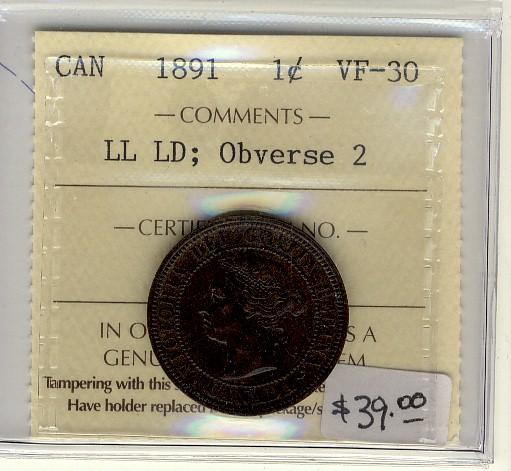 CAN 1891 1¢ VF-30
— COMMENTS —
LL LD; Obverse 2
— CERTIF NO. —
IN O S A
GENU EM
Tampering with this
Have holder replaced ckage/s
$39.00